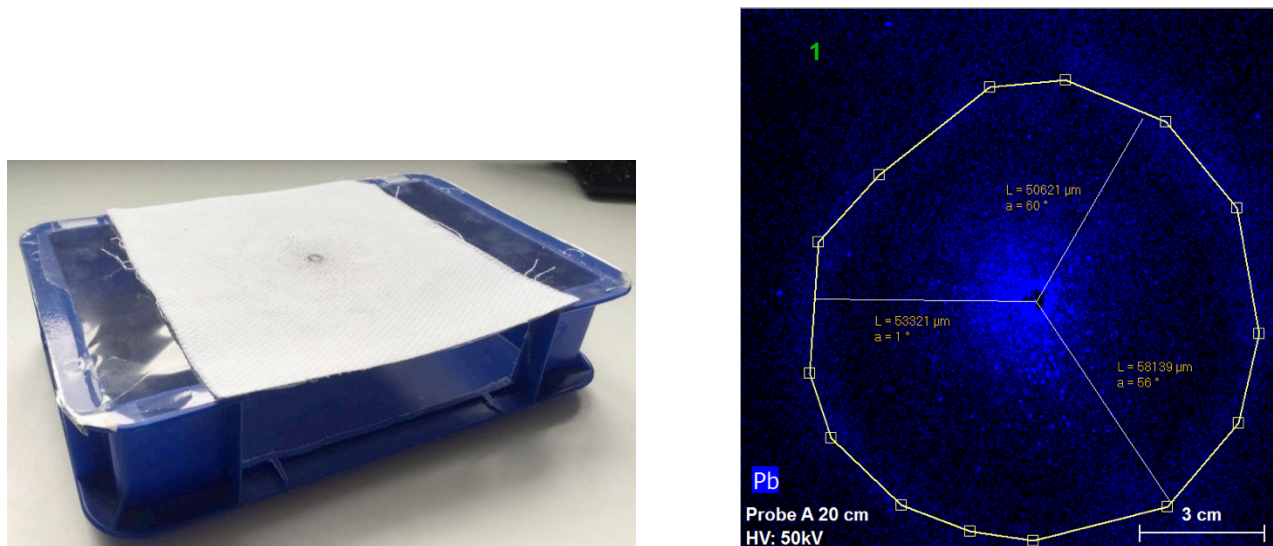 1
L = 50621 µm
a = 60 °
L = 53321 µm
a = 1 °
L = 58139 µm
a = 56 °
Pb
Probe A 20 cm
HV: 50kV
3 cm